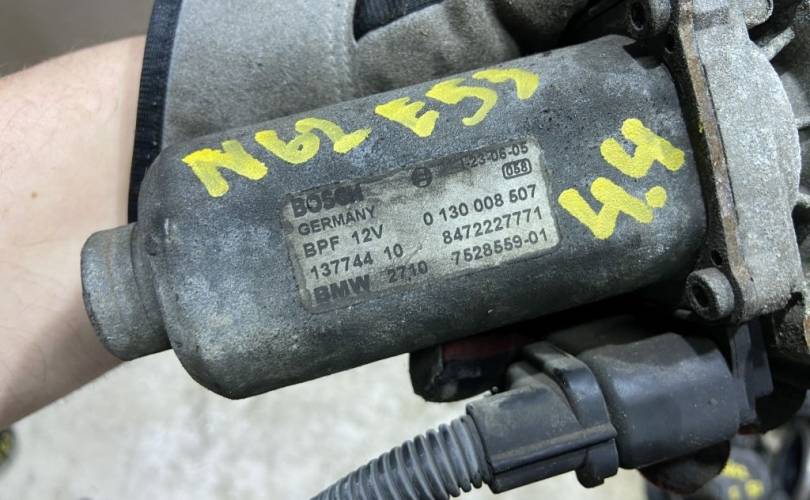 N62 E53
4.4
BOSCH
23-06-05
058
GERMANY
0 130 008 507
BPF 12V
8472227771
137744 10
7528559-01
BMW 2710